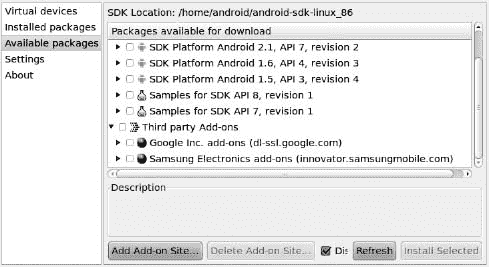 Virtual devices
Installed packages
Available packages
Settings
About
SDK Location: /home/android/android-sdk-linux_86
Packages available for download
SDK Platform Android 2.1, API 7, revision 2
SDK Platform Android 1.6, API 4, revision 3
SDK Platform Android 1.5, API 3, revision 4
Samples for SDK API 8, revision 1
Samples for SDK API 7, revision 1
Third party Add-ons
Google Inc. add-ons (dl-ssl.google.com)
Samsung Electronics add-ons (innovator.samsungmobile.com)
Description
Add Add-on Site...
Delete Add-on Site...
Dis
Refresh
Install Selected